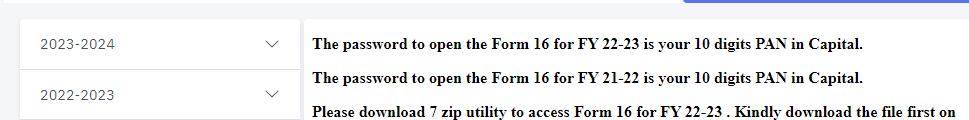 2023-2024
2022-2023
The password to open the Form 16 for FY 22-23 is your 10 digits PAN in Capital.
The password to open the Form 16 for FY 21-22 is your 10 digits PAN in Capital.
Please download 7 zip utility to access Form 16 for FY 22-23 . Kindly download the file first on